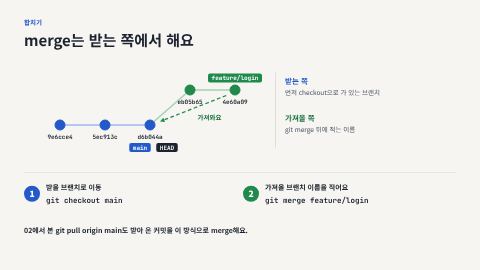 합치기
merge는 받는 쪽에서 해요
feature/login
eb05b65
4e60a09
가져와요
9e6cce4
5ec913c
d6b044a
main
HEAD
받는 쪽
먼저 checkout으로 가 있는 브랜치
가져올 쪽
git merge 뒤에 적는 이름
1
받을 브랜치로 이동
git checkout main
2
가져올 브랜치 이름을 적어요
git merge feature/login
02에서 본 git pull origin main도 받아 온 커밋을 이 방식으로 merge해요.